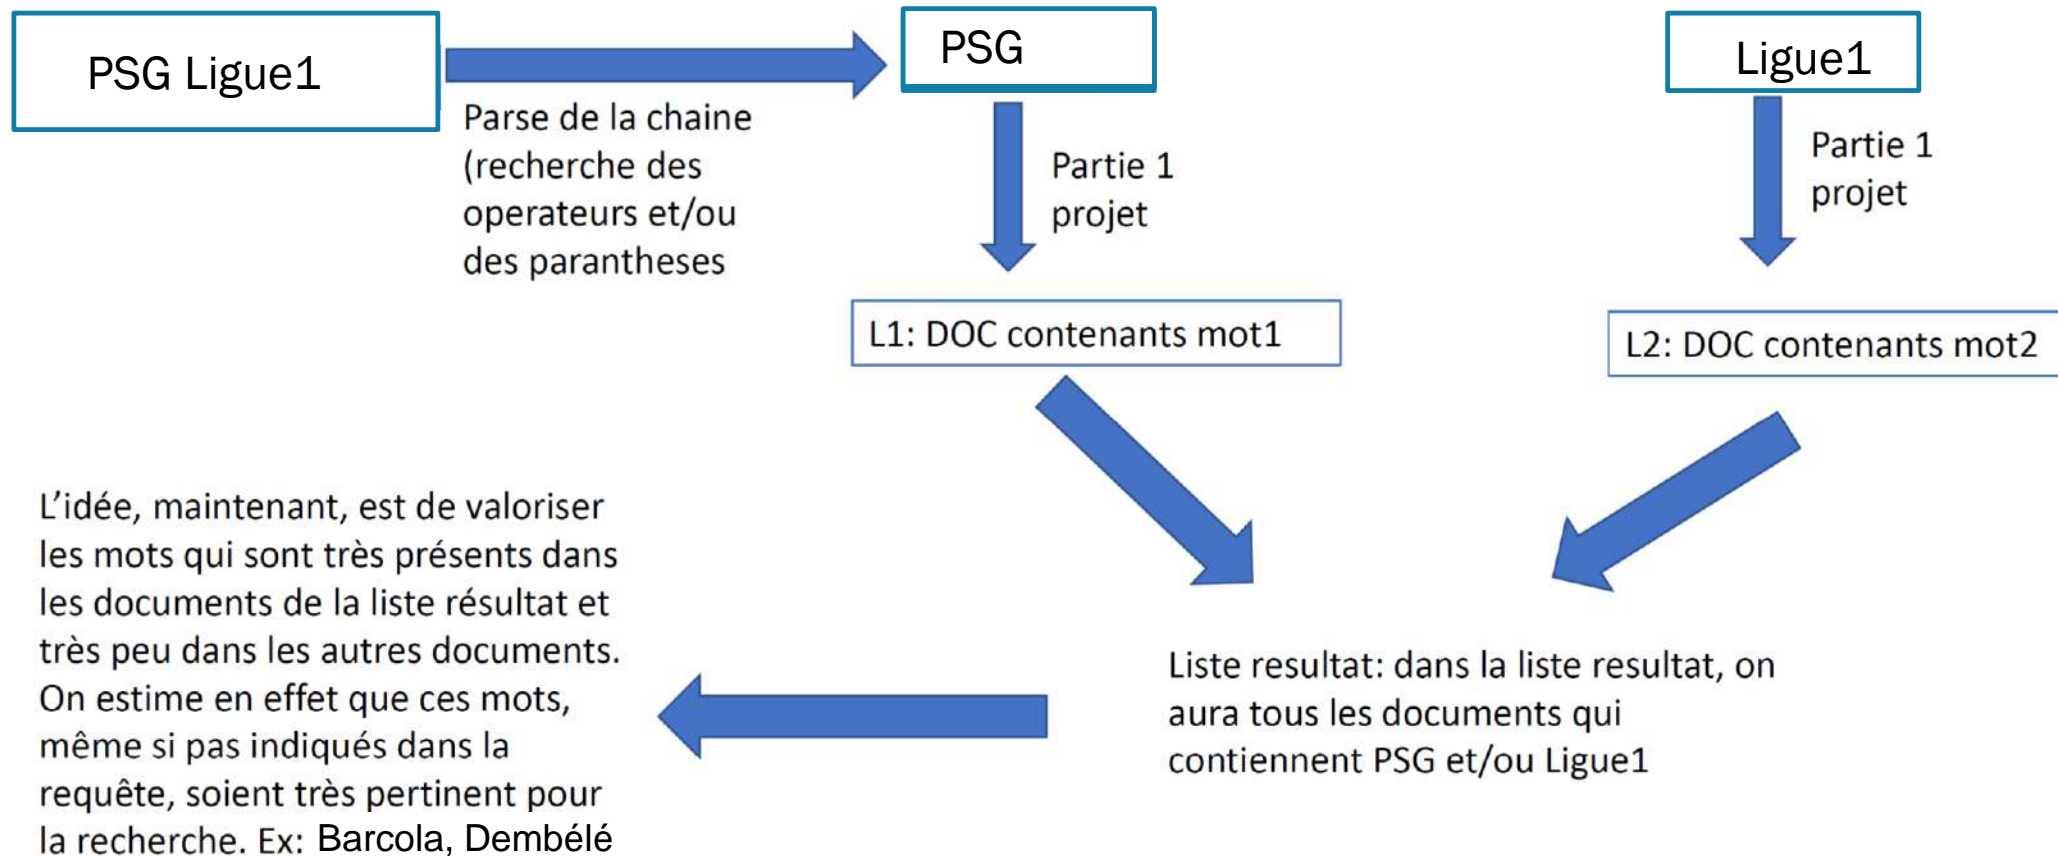 PSG Ligue1
PSG
Ligue1
Parse de la chaine
(recherche des
operateurs et/ou
des parantheses
Partie 1
projet
Partie 1
projet
L1: DOC contenants mot1
L2: DOC contenants mot2
L’idée, maintenant, est de valoriser
les mots qui sont très présents dans
les documents de la liste résultat et
très peu dans les autres documents.
On estime en effet que ces mots,
même si pas indiqués dans la
requête, soient très pertinent pour
la recherche. Ex: Barcola, Dembélé
Liste resultat: dans la liste resultat, on
aura tous les documents qui
contiennent PSG et/ou Ligue1